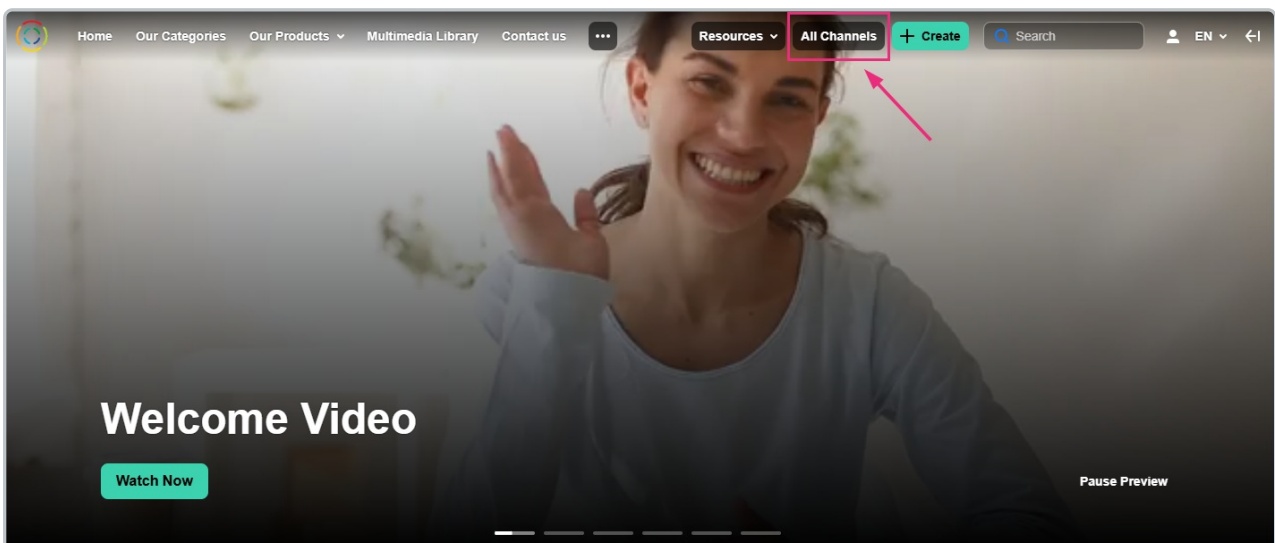 Home Our Categories Our Products Multimedia Library Contact us ... Resources All Channels + Create Search EN
Welcome Video
Watch Now
Pause Preview